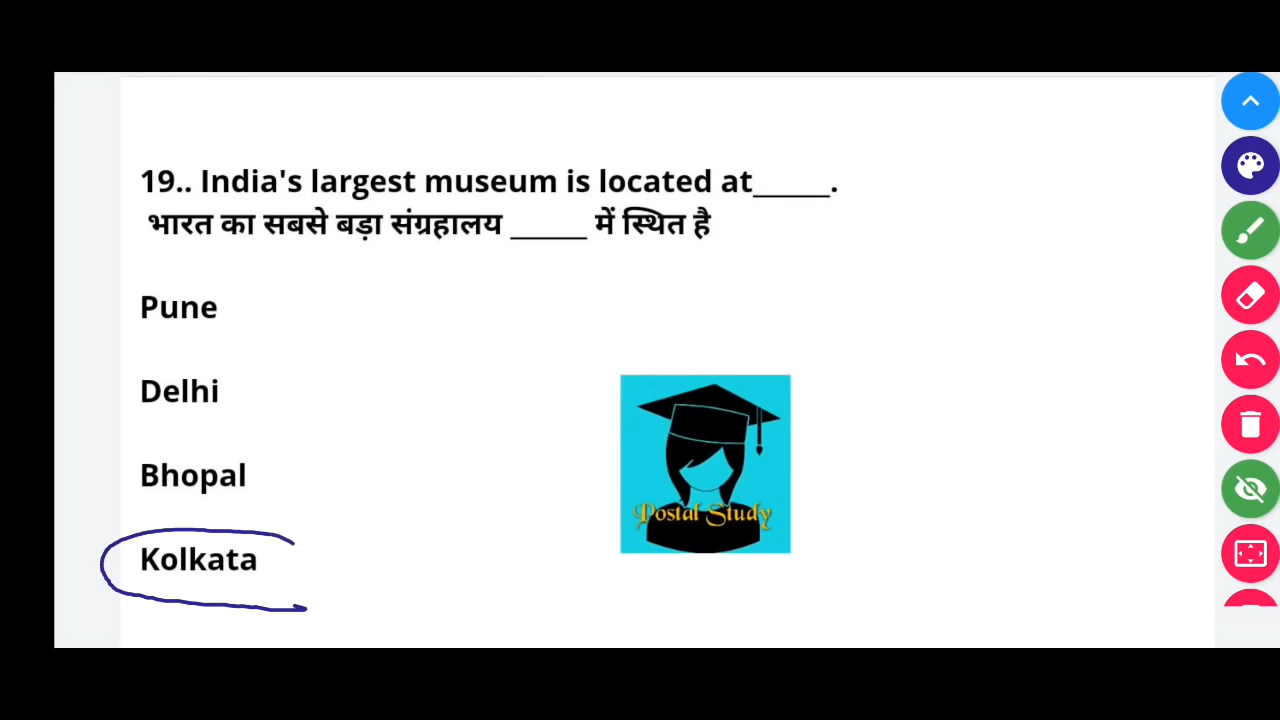 19.. India's largest museum is located at______.
भारत का सबसे बड़ा संग्रहालय ______ में स्थित है
Pune
Delhi
Bhopal
Postal Study
Kolkata